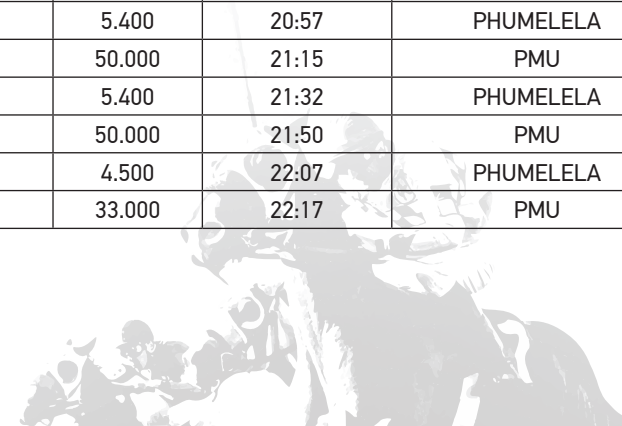 5.400 20:57 PHUMELELA
50.000 21:15 PMU
5.400 21:32 PHUMELELA
50.000 21:50 PMU
4.500 22:07 PHUMELELA
33.000 22:17 PMU